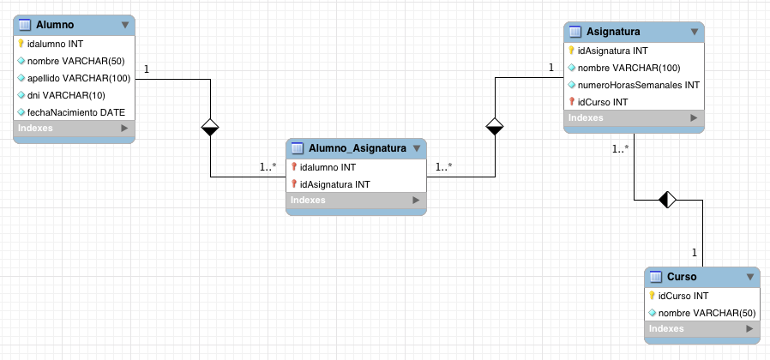 Alumno
idalumno INT
nombre VARCHAR(50)
apellido VARCHAR(100)
dni VARCHAR(10)
fechaNacimiento DATE
Indexes
1
1..*
Alumno_Asignatura
idalumno INT
idAsignatura INT
Indexes
1..*
1
Asignatura
idAsignatura INT
nombre VARCHAR(100)
numeroHorasSemanales INT
idCurso INT
Indexes
1..*
1
Curso
idCurso INT
nombre VARCHAR(50)
Indexes